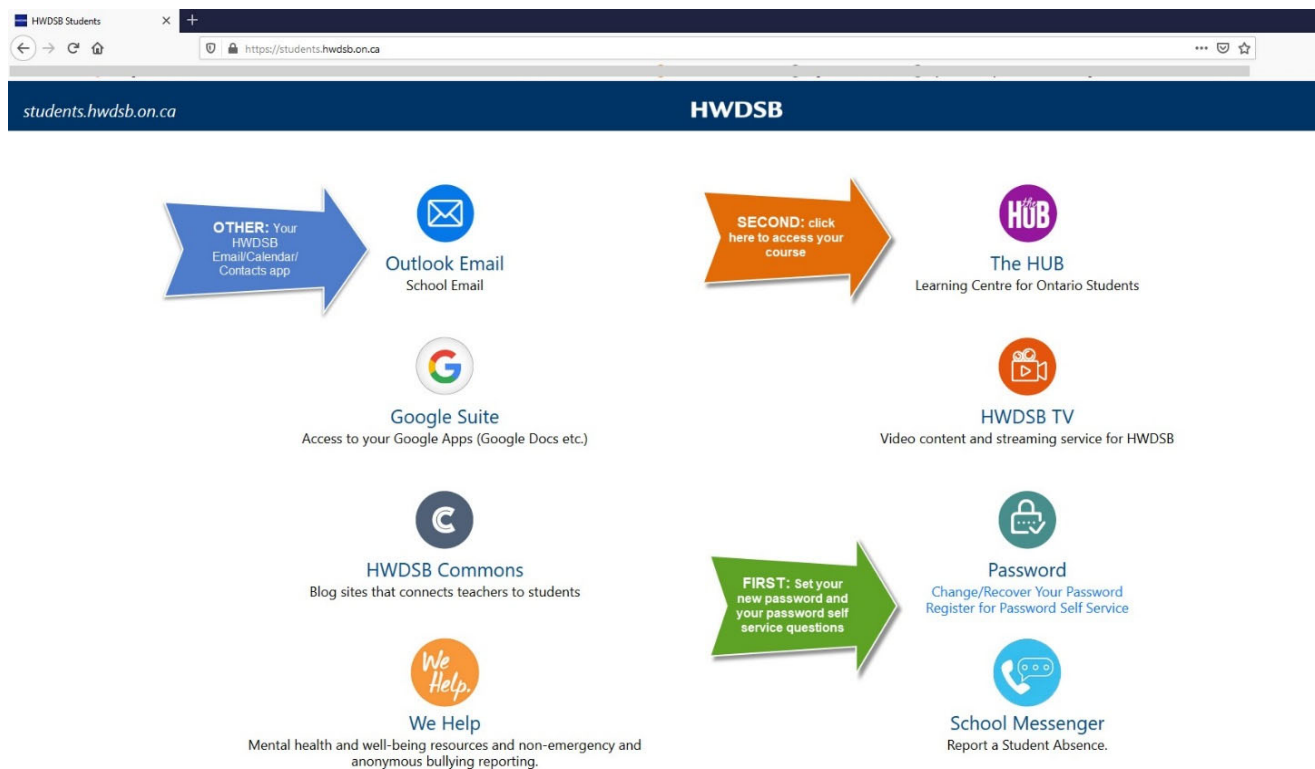 HWDSB Students
https://students.hwdsb.on.ca
students.hwdsb.on.ca
HWDSB
OTHER: Your
HWDSB
Email/Calendar/
Contacts app
Outlook Email
School Email
SECOND: click
here to access your
course
the
HUB
The HUB
Learning Centre for Ontario Students
G
Google Suite
Access to your Google Apps (Google Docs etc.)
HWDSB TV
Video content and streaming service for HWDSB
C
HWDSB Commons
Blog sites that connects teachers to students
FIRST: Set your
new password and
your password self
service questions
Password
Change/Recover Your Password
Register for Password Self Service
We
Help.
We Help
Mental health and well-being resources and non-emergency and
anonymous bullying reporting.
School Messenger
Report a Student Absence.